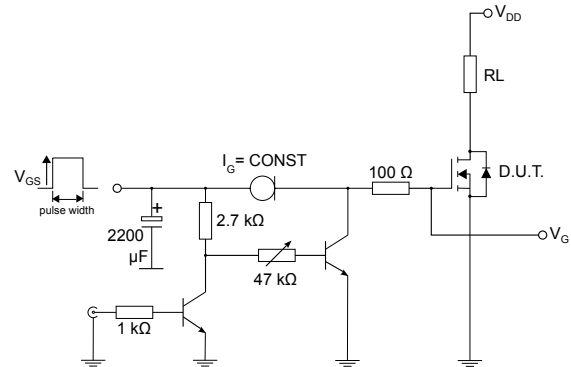 V_DD
RL
I_G = CONST
100 Ω
D.U.T.
V_GS
pulse width
+
2200
μF
2.7 kΩ
47 kΩ
V_G
1 kΩ